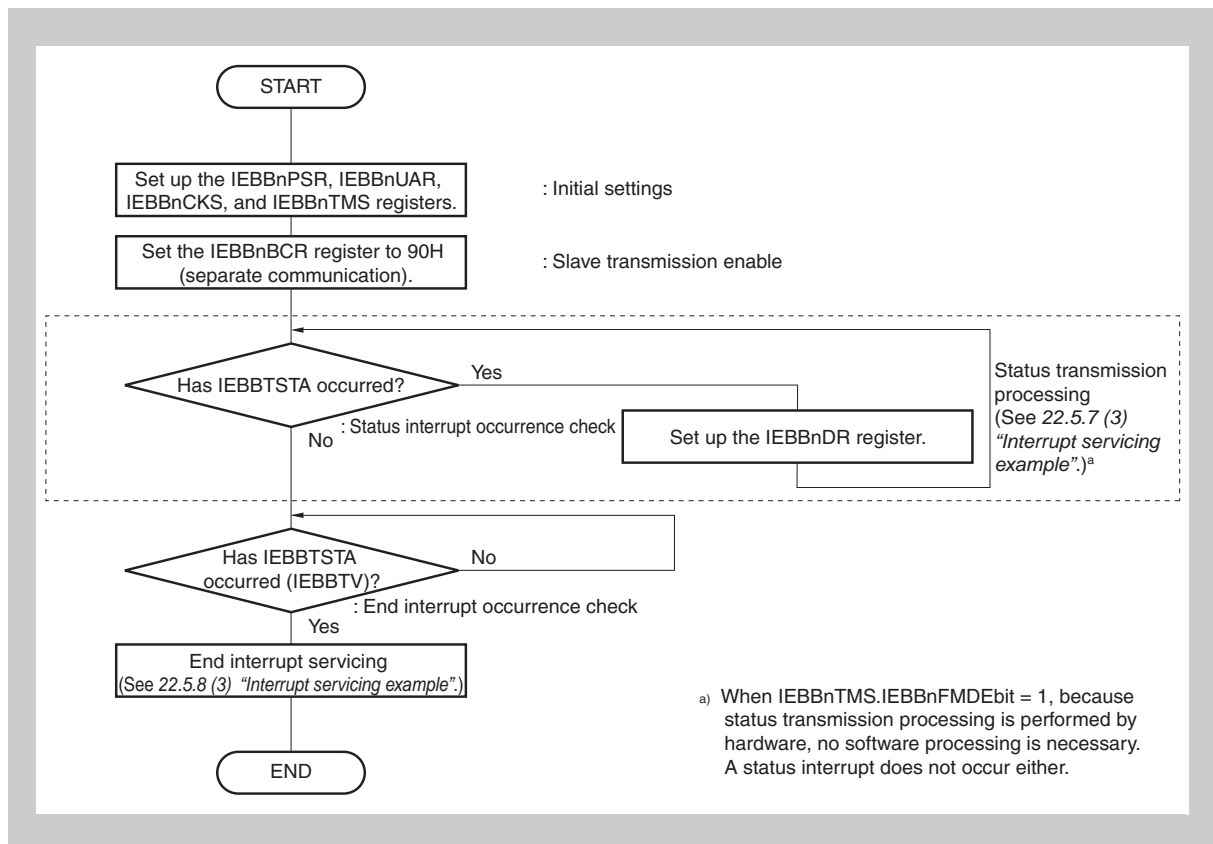 START
Set up the IEBBnPSR, IEBBnUAR,
IEBBnCKS, and IEBBnTMS registers.
: Initial settings
Set the IEBBnBCR register to 90H
(separate communication).
: Slave transmission enable
Has IEBBTSTA occurred?
Yes
No
: Status interrupt occurrence check
Set up the IEBBnDR register.
Status transmission
processing
(See 22.5.7 (3)
“Interrupt servicing
example”.)a
Has IEBBTSTA
occurred (IEBBTV)?
No
: End interrupt occurrence check
Yes
End interrupt servicing
(See 22.5.8 (3) “Interrupt servicing example”.)
END
a) When IEBBnTMS.IEBBnFMDEbit = 1, because
status transmission processing is performed by
hardware, no software processing is necessary.
A status interrupt does not occur either.